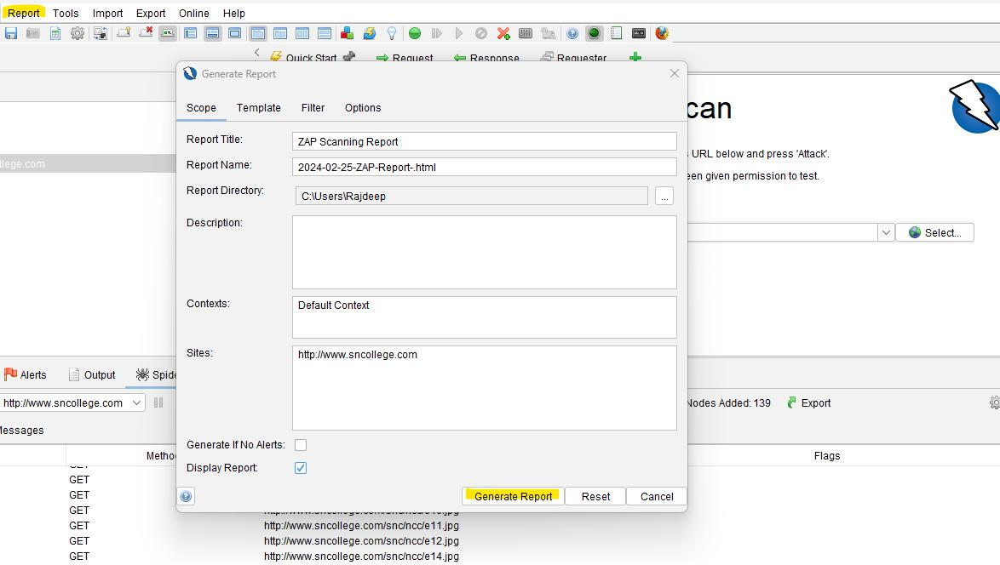 Report Tools Import Export Online Help
Quick Start Request Response Requester
Generate Report
Scope Template Filter Options
can
Report Title: ZAP Scanning Report
URL below and press 'Attack'.
Report Name: 2024-02-25-ZAP-Report-.html
een given permission to test.
lege.com
Report Directory: C:\Users\Rajdeep ...
Description:
Select...
Contexts: Default Context
Sites: http://www.sncollege.com
Alerts Output Spide
http://www.sncollege.com
Nodes Added: 139 Export
Messages
Generate If No Alerts:
Display Report:
Metho
Flags
GET
GET
GET
GET
Generate Report Reset Cancel
GET http://www.sncollege.com/snc/ncc/e11.jpg
GET http://www.sncollege.com/snc/ncc/e12.jpg
GET http://www.sncollege.com/snc/ncc/e14.jpg